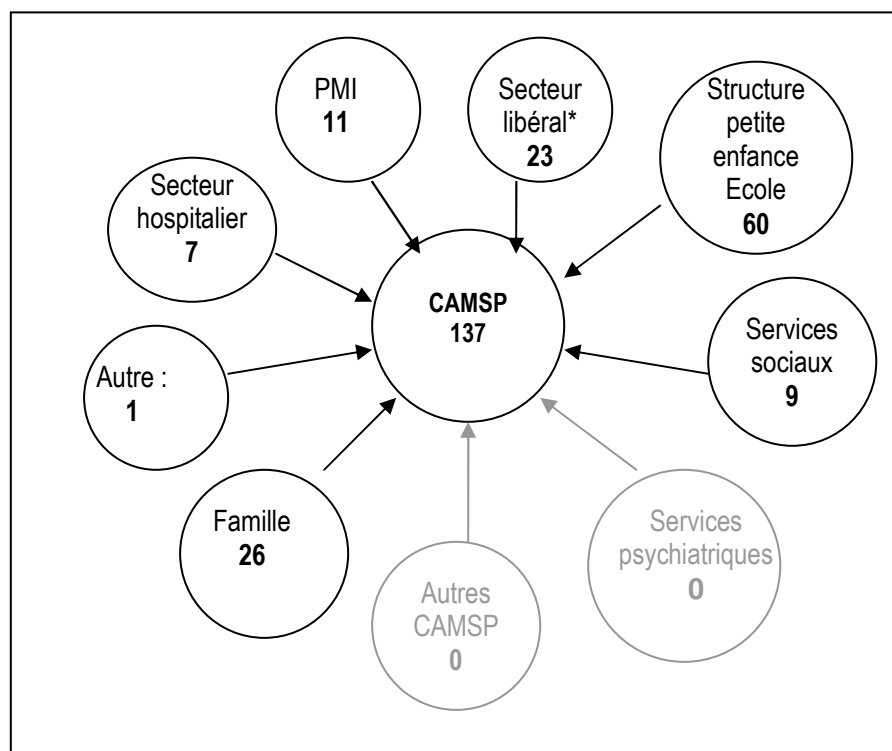 PMI
11
Secteur
libéral*
23
Structure
petite
enfance
Ecole
60
Secteur
hospitalier
7
CAMSP
137
Services
sociaux
9
Autre :
1
Famille
26
Autres
CAMSP
0
Services
psychiatriques
0